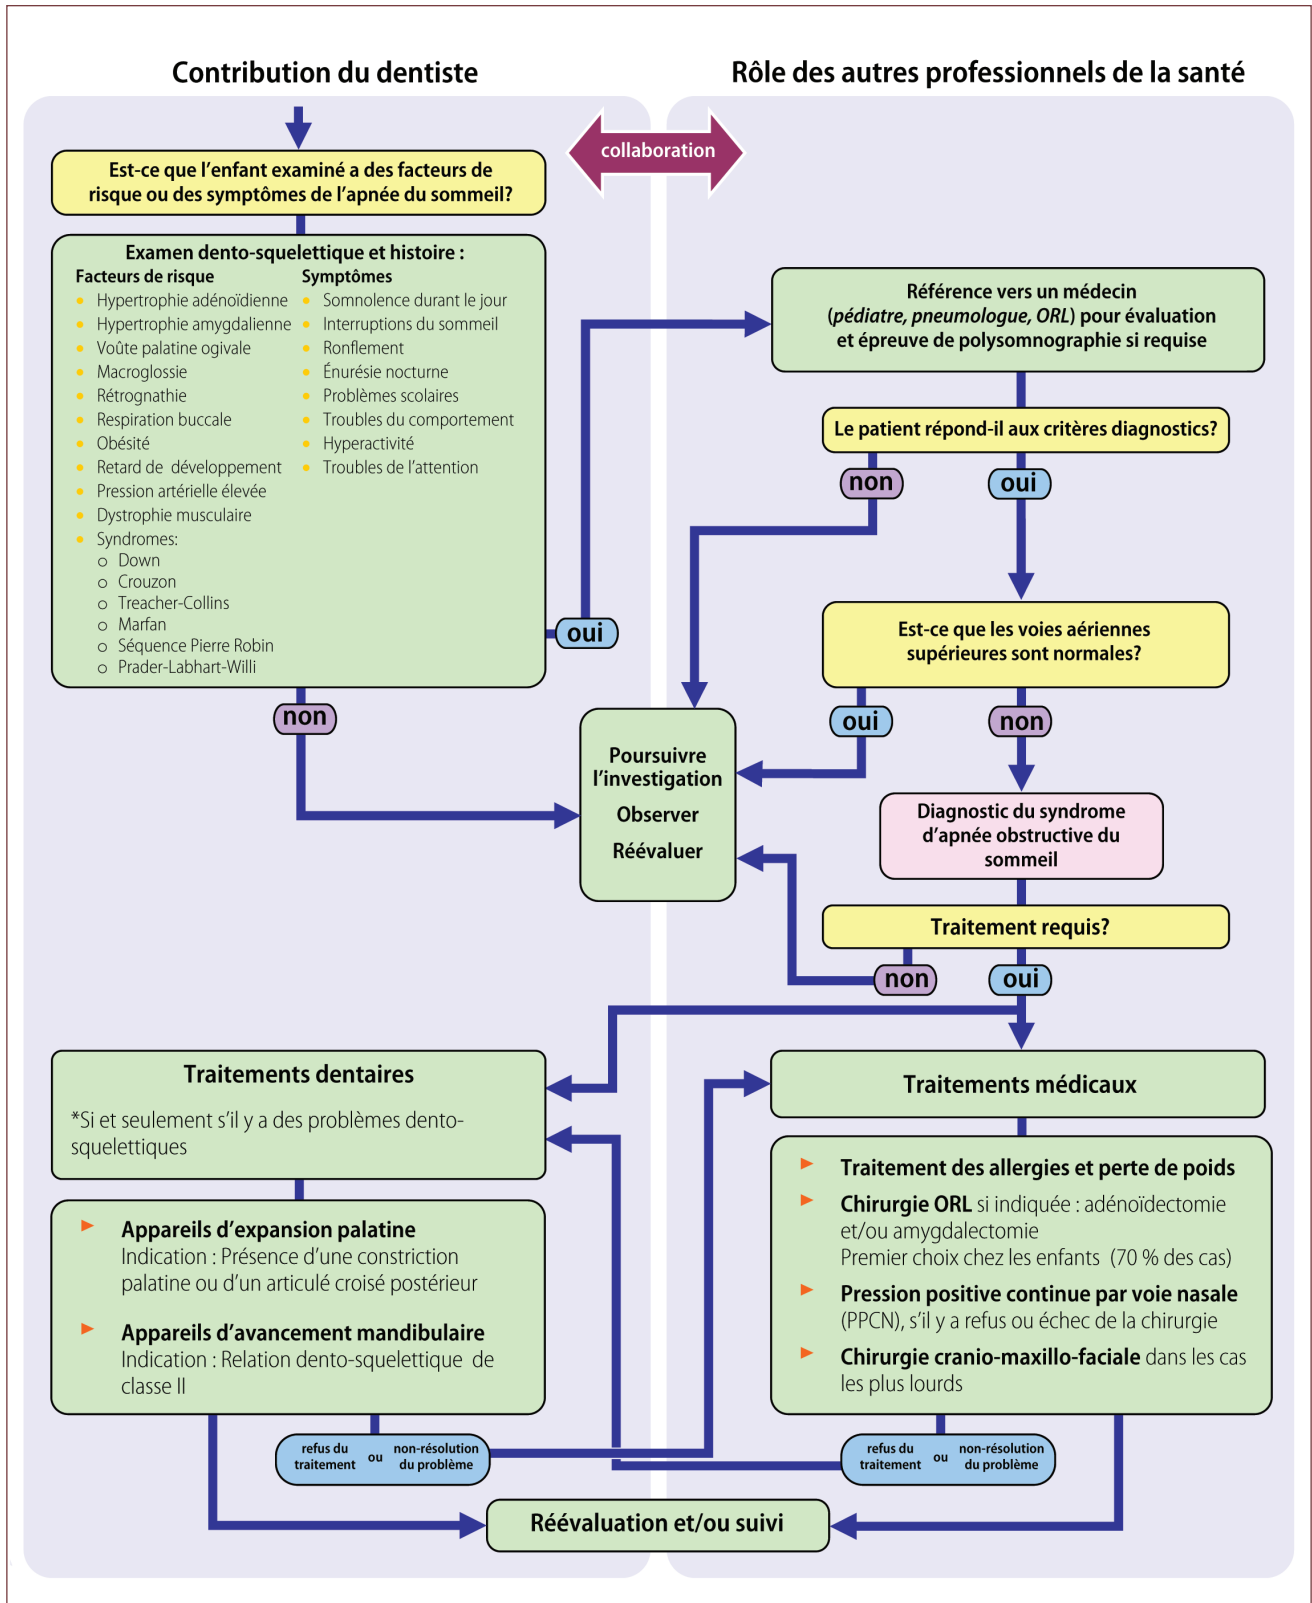 Contribution du dentiste
Rôle des autres professionnels de la santé
collaboration
Est-ce que l'enfant examiné a des facteurs de
risque ou des symptômes de l'apnée du sommeil?
Examen dento-squelettique et histoire :
Facteurs de risque
Hypertrophie adénoïdienne
Hypertrophie amygdalienne
Voûte palatine ogivale
Macroglossie
Rétrognathie
Respiration buccale
Obésité
Retard de développement
Pression artérielle élevée
Dystrophie musculaire
Syndromes:
Down
Crouzon
Treacher-Collins
Marfan
Séquence Pierre Robin
Prader-Labhart-Willi
Symptômes
Somnolence durant le jour
Interruptions du sommeil
Ronflement
Énurésie nocturne
Problèmes scolaires
Troubles du comportement
Hyperactivité
Troubles de l'attention
oui
non
Référence vers un médecin
(pédiatre, pneumologue, ORL) pour évaluation
et épreuve de polysomnographie si requise
Le patient répond-il aux critères diagnostics?
non
oui
Est-ce que les voies aériennes
supérieures sont normales?
oui
non
Poursuivre
l'investigation
Observer
Réévaluer
Diagnostic du syndrome
d'apnée obstructive du
sommeil
Traitement requis?
non
oui
Traitements dentaires
*Si et seulement s'il y a des problèmes dento-
squelettiques
Appareils d'expansion palatine
Indication : Présence d'une constriction
palatine ou d'un articulé croisé postérieur
Appareils d'avancement mandibulaire
Indication : Relation dento-squelettique de
classe II
refus du
traitement
ou
non-résolution
du problème
Traitements médicaux
Traitement des allergies et perte de poids
Chirurgie ORL si indiquée : adénoïdectomie
et/ou amygdalectomie
Premier choix chez les enfants (70 % des cas)
Pression positive continue par voie nasale
(PPCN), s'il y a refus ou échec de la chirurgie
Chirurgie cranio-maxillo-faciale dans les cas
les plus lourds
refus du
traitement
ou
non-résolution
du problème
Réévaluation et/ou suivi